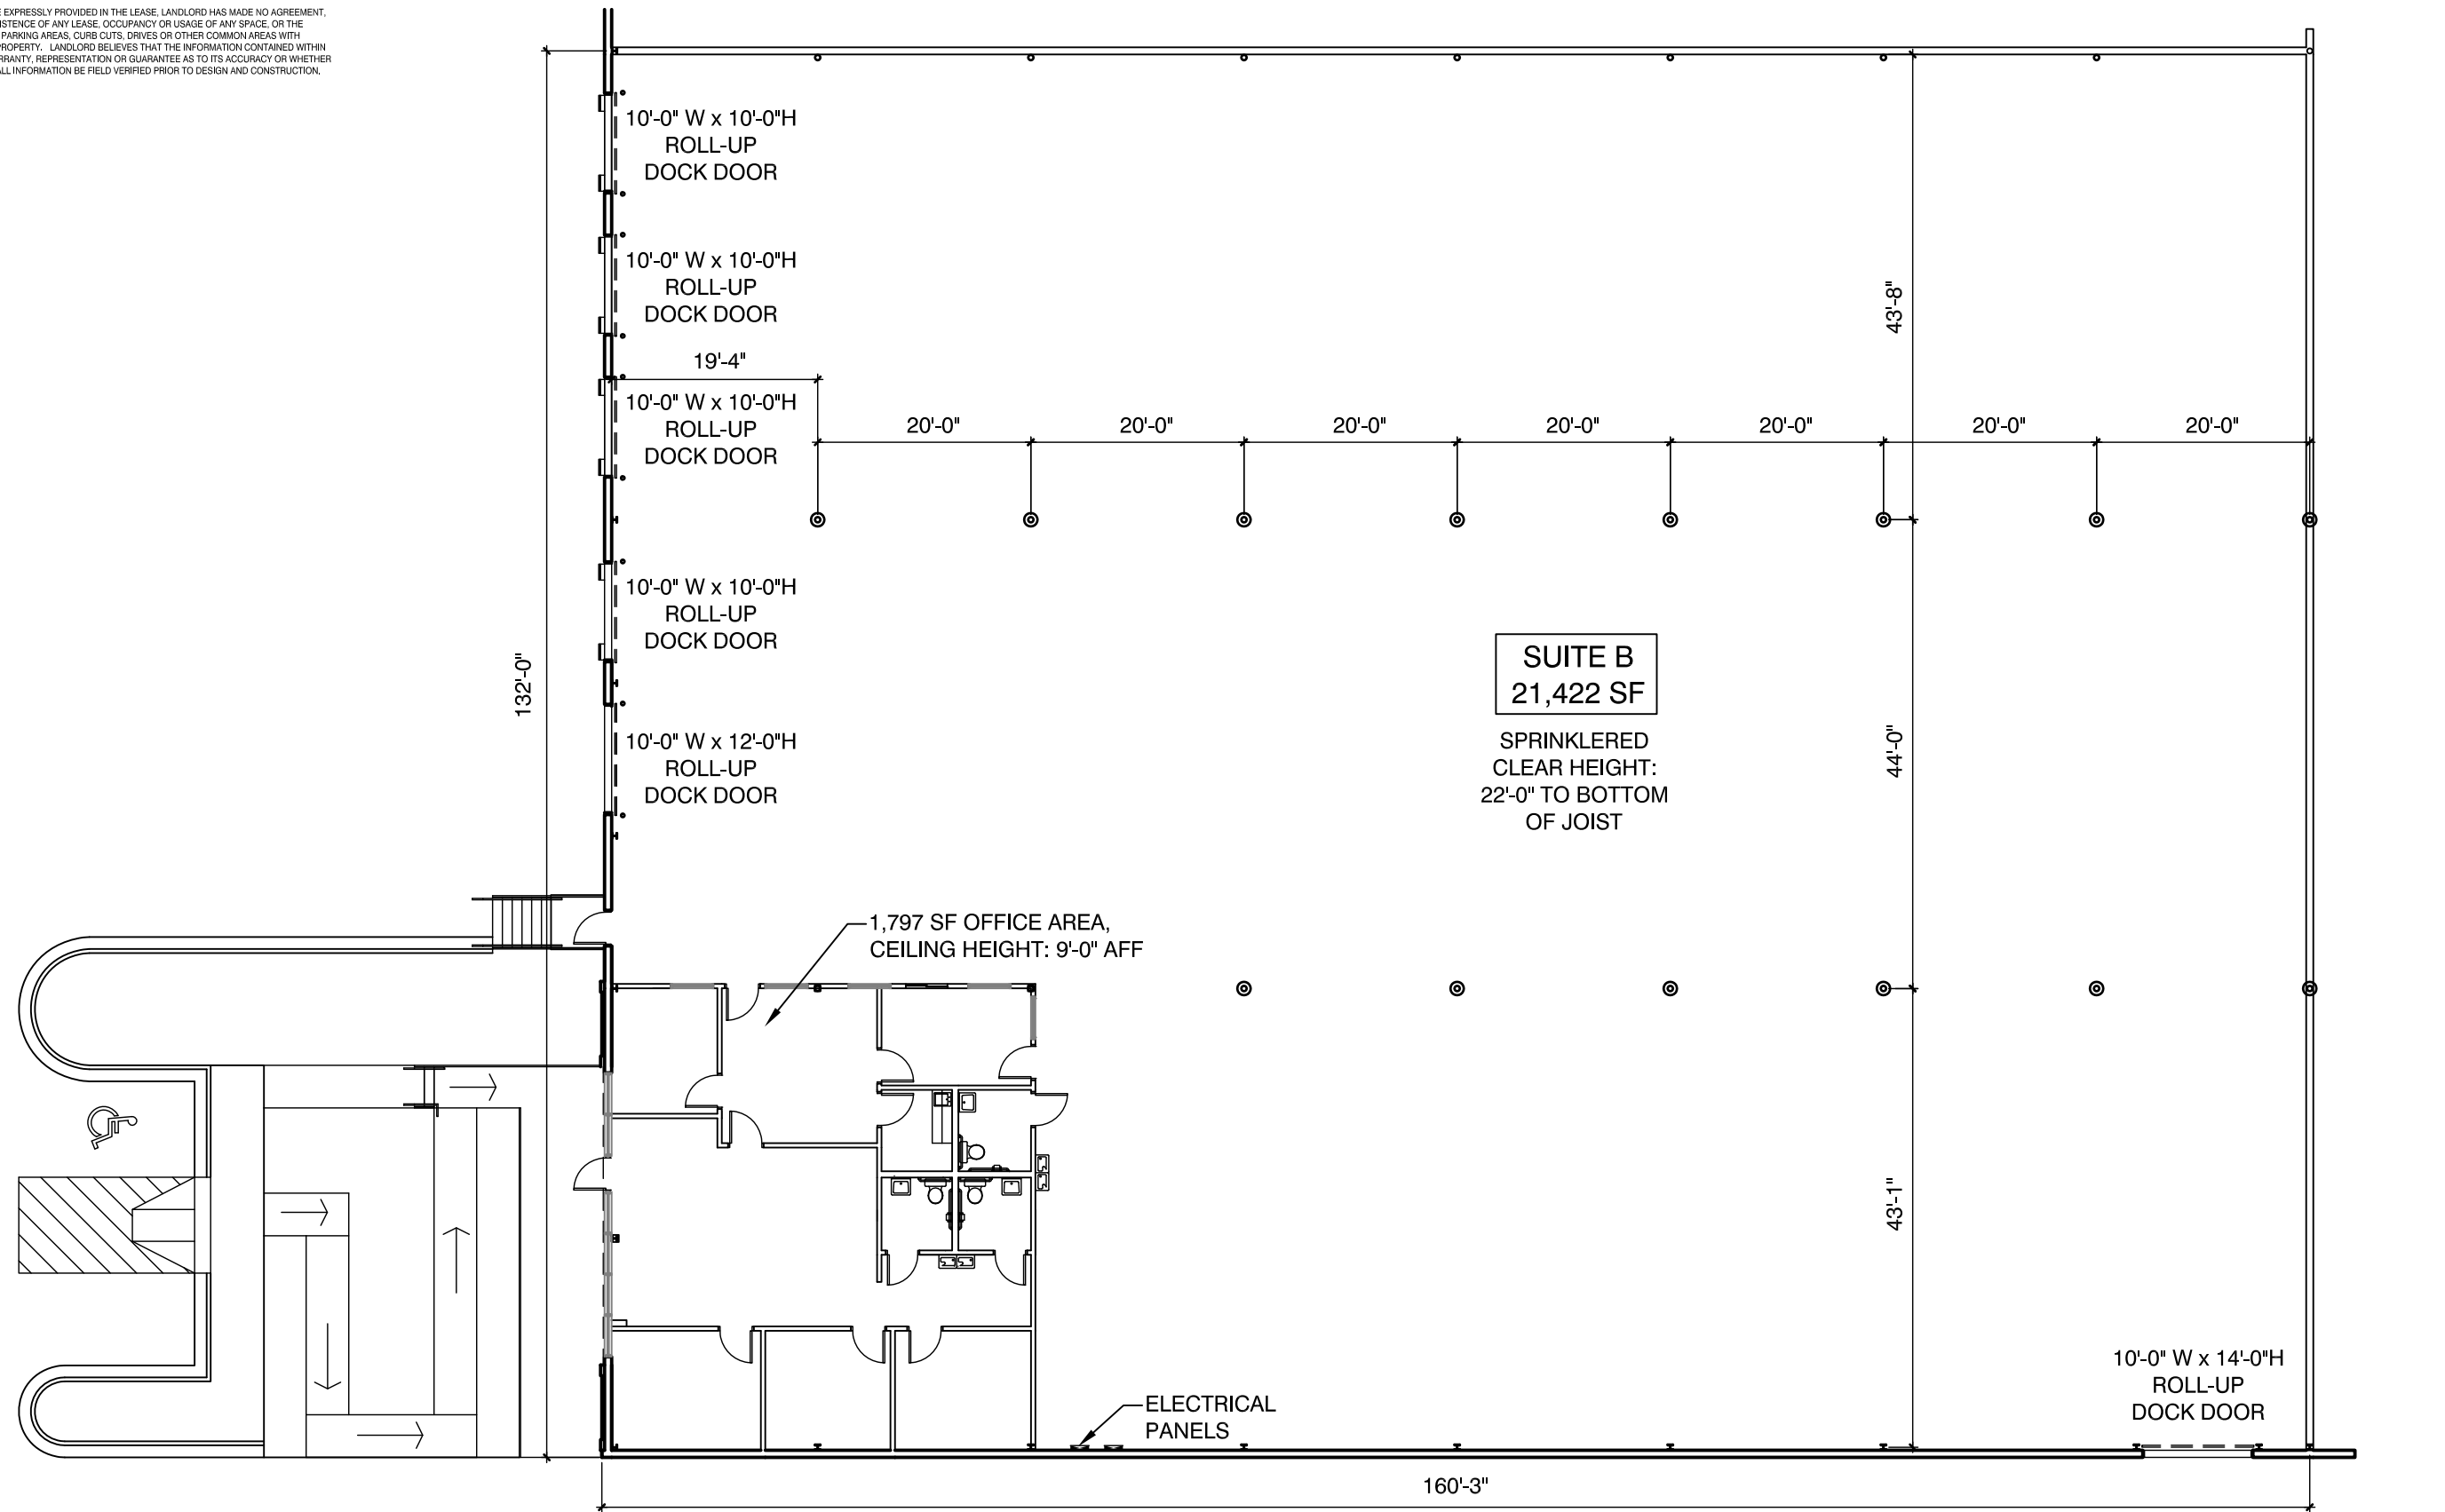 E EXPRESSLY PROVIDED IN THE LEASE, LANDLORD HAS MADE NO AGREEMENT,
ISTENCE OF ANY LEASE, OCCUPANCY OR USAGE OF ANY SPACE, OR THE
PARKING AREAS, CURB CUTS, DRIVES OR OTHER COMMON AREAS WITH
PROPERTY. LANDLORD BELIEVES THAT THE INFORMATION CONTAINED WITHIN
RRANTY, REPRESENTATION OR GUARANTEE AS TO ITS ACCURACY OR WHETHER
ALL INFORMATION BE FIELD VERIFIED PRIOR TO DESIGN AND CONSTRUCTION.
10'-0" W x 10'-0"H
ROLL-UP
DOCK DOOR
10'-0" W x 10'-0"H
ROLL-UP
DOCK DOOR
43'-8"
19'-4"
10'-0" W x 10'-0"H
ROLL-UP
DOCK DOOR
20'-0"
20'-0"
20'-0"
20'-0"
20'-0"
20'-0"
20'-0"
10'-0" W x 10'-0"H
ROLL-UP
DOCK DOOR
132'-0"
SUITE B
21,422 SF
SPRINKLERED
CLEAR HEIGHT:
22'-0" TO BOTTOM
OF JOIST
44'-0"
10'-0" W x 12'-0"H
ROLL-UP
DOCK DOOR
1,797 SF OFFICE AREA,
CEILING HEIGHT: 9'-0" AFF
43'-1"
10'-0" W x 14'-0"H
ROLL-UP
DOCK DOOR
ELECTRICAL
PANELS
160'-3"